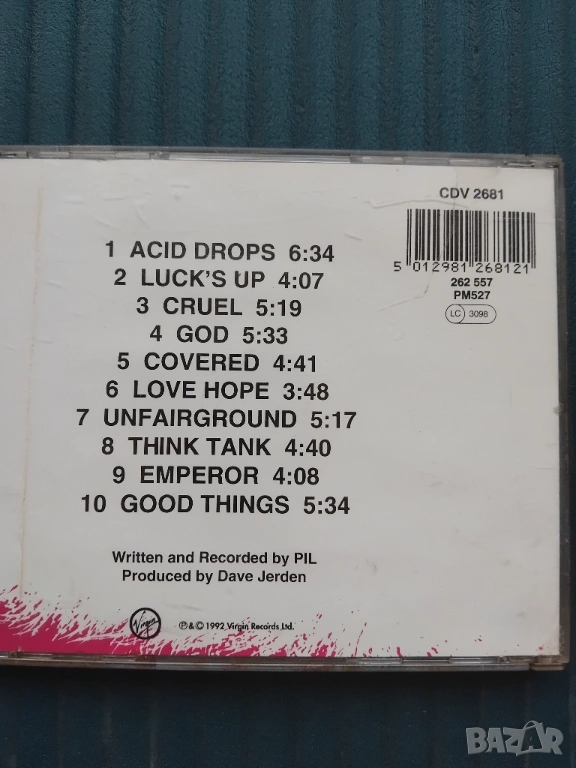 CDV 2681
5 012981 268121
262 557
PM527
LC 3098
1 ACID DROPS 6:34
2 LUCK'S UP 4:07
3 CRUEL 5:19
4 GOD 5:33
5 COVERED 4:41
6 LOVE HOPE 3:48
7 UNFAIRGROUND 5:17
8 THINK TANK 4:40
9 EMPEROR 4:08
10 GOOD THINGS 5:34
Written and Recorded by PIL
Produced by Dave Jerden
Virgin
℗ & © 1992 Virgin Records Ltd.
BAZAR